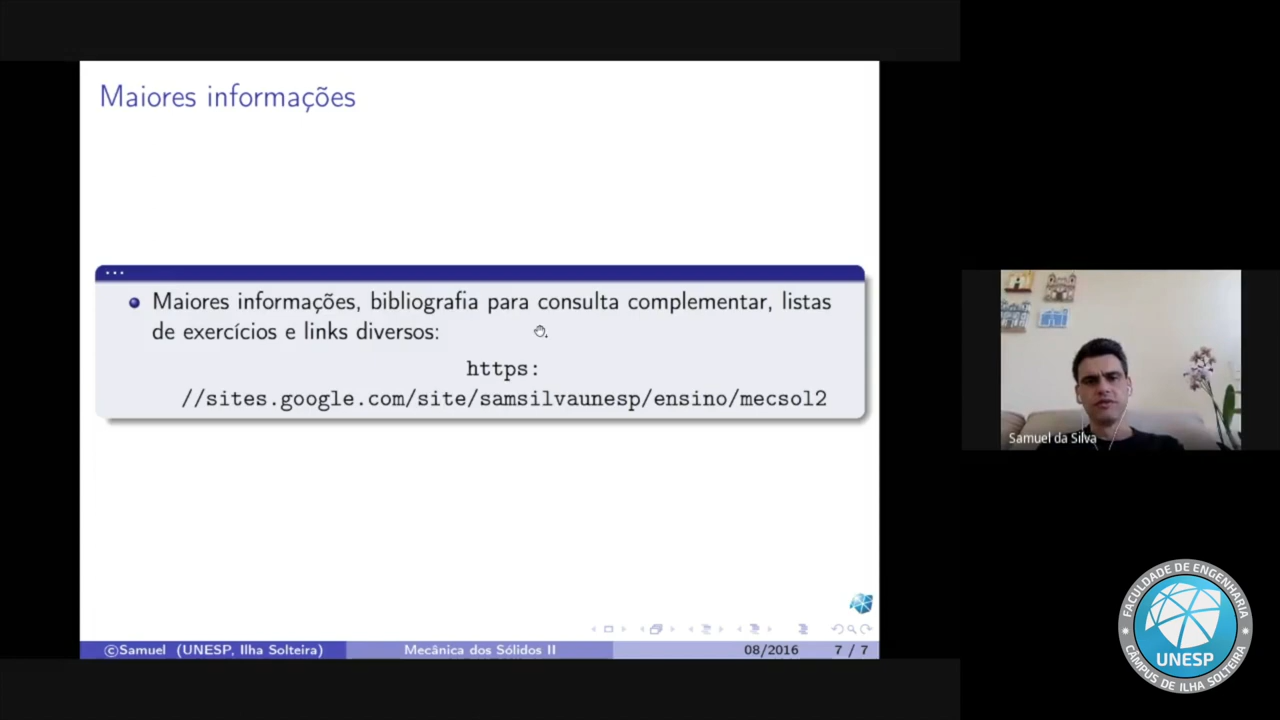 Maiores informações
...
Maiores informações, bibliografia para consulta complementar, listas
de exercícios e links diversos:
https:
//sites.google.com/site/samsilvaunesp/ensino/mecsol2
©Samuel (UNESP, Ilha Solteira)
Mecânica dos Sólidos II
08/2016
7 / 7
Samuel da Silva
FACULDADE DE ENGENHARIA
UNESP
CÂMPUS DE ILHA SOLTEIRA